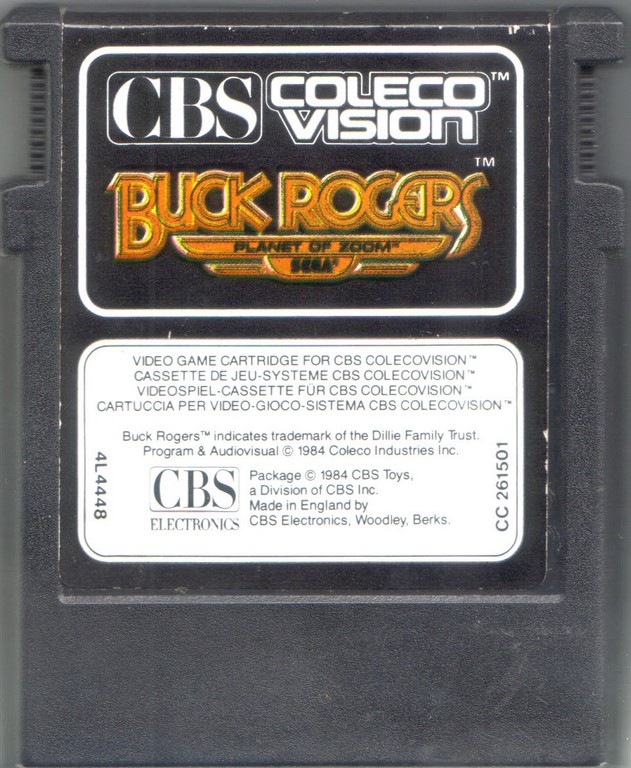 CBS COLECO VISION™
BUCK ROGERS™
PLANET OF ZOOM™
SEGA®
VIDEO GAME CARTRIDGE FOR CBS COLECOVISION™
CASSETTE DE JEU-SYSTEME CBS COLECOVISION™
VIDEOSPIEL-CASSETTE FÜR CBS COLECOVISION™
CARTUCCIA PER VIDEO-GIOCO-SISTEMA CBS COLECOVISION™
Buck Rogers™ indicates trademark of the Dillie Family Trust.
Program & Audiovisual © 1984 Coleco Industries Inc.
CBS ELECTRONICS
Package © 1984 CBS Toys,
a Division of CBS Inc.
Made in England by
CBS Electronics, Woodley, Berks.
4L4448
CC 261501